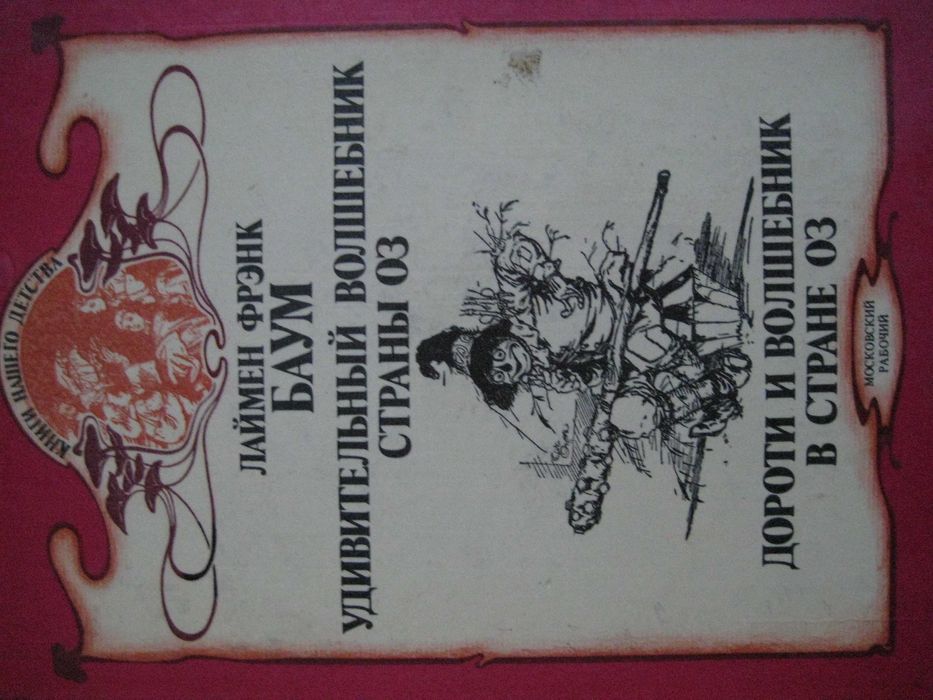 КНИГИ НАШЕГО ДЕТСТВА
ЛАЙМЕН ФРЭНК
БАУМ
УДИВИТЕЛЬНЫЙ ВОЛШЕБНИК
СТРАНЫ ОЗ
ДОРОТИ И ВОЛШЕБНИК
В СТРАНЕ ОЗ
МОСКОВСКИЙ
РАБОЧИЙ